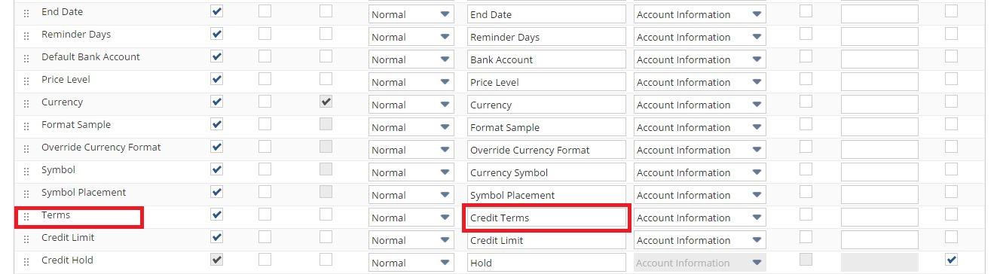 End Date Normal End Date Account Information
Reminder Days Normal Reminder Days Account Information
Default Bank Account Normal Bank Account Account Information
Price Level Normal Price Level Account Information
Currency Normal Currency Account Information
Format Sample Normal Format Sample Account Information
Override Currency Format Normal Override Currency Format Account Information
Symbol Normal Currency Symbol Account Information
Symbol Placement Normal Symbol Placement Account Information
Terms Normal Credit Terms Account Information
Credit Limit Normal Credit Limit Account Information
Credit Hold Normal Hold Account Information